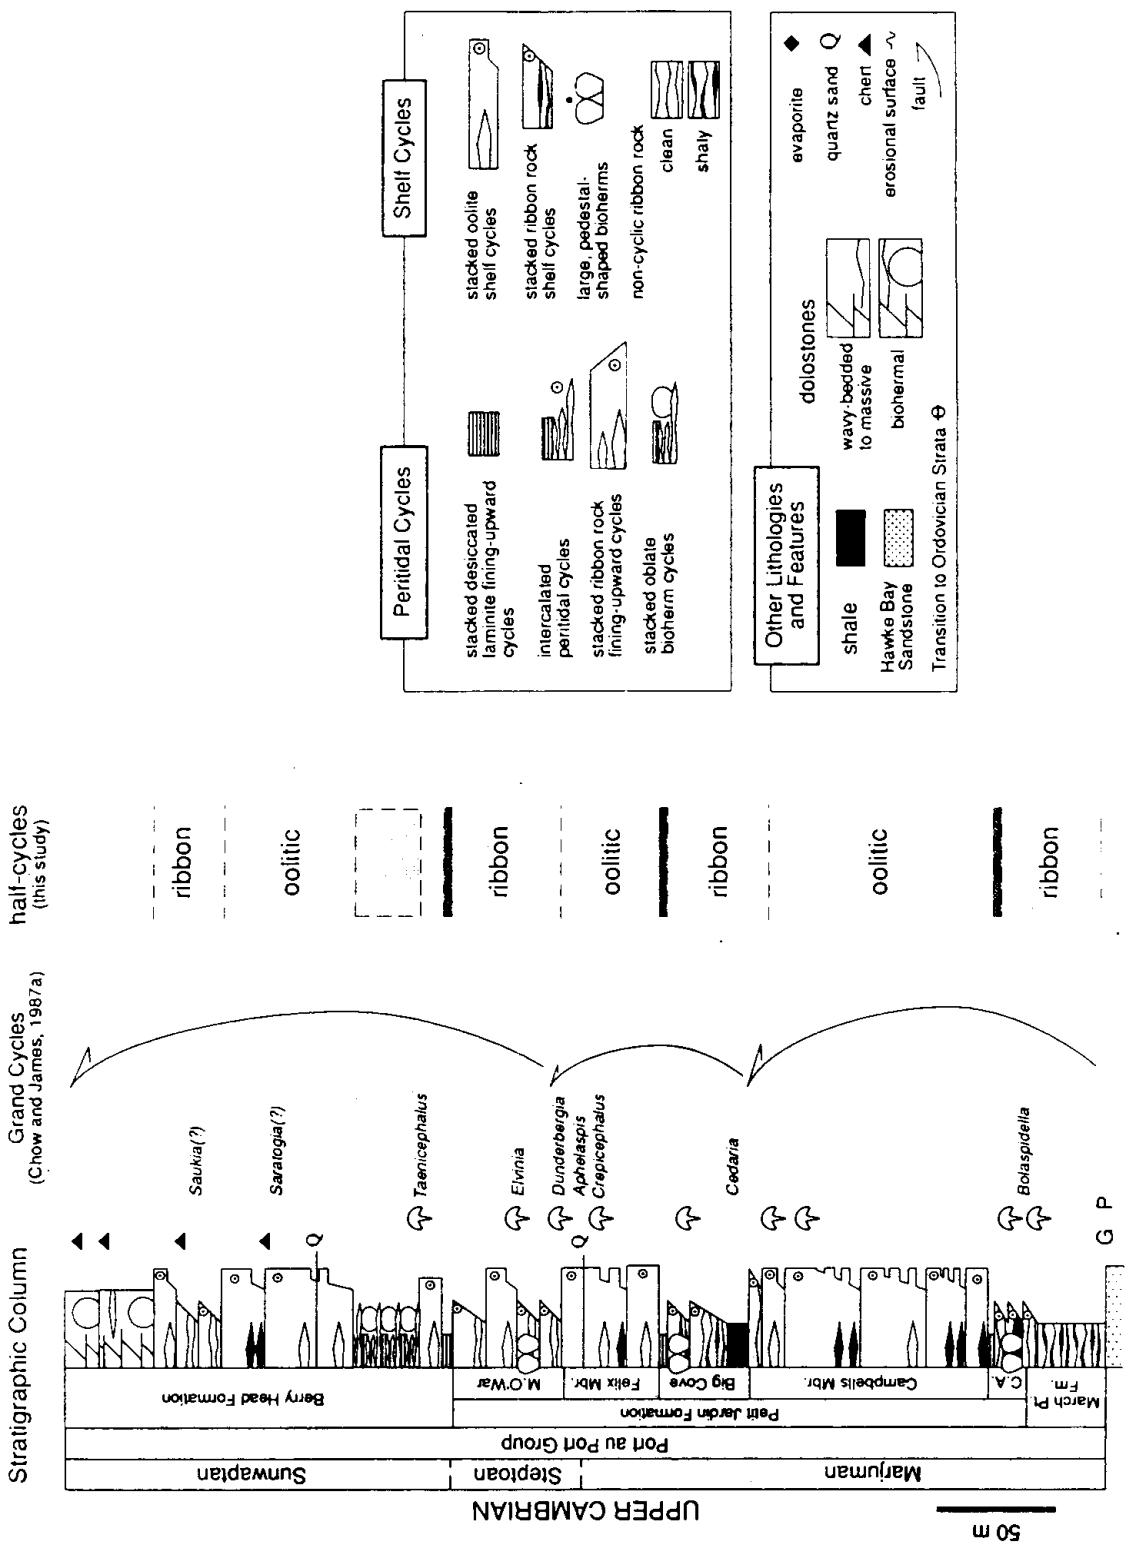 Stratigraphic Column
Grand Cycles
(Chow and James, 1987a)
half-cycles
(this study)
UPPER CAMBRIAN
Sunwaptan
Steptoan
Marjuman
Port au Port Group
Berry Head Formation
Petit Jardin Formation
March Pt
Fm.
M.O'War
Felix Mbr.
Big Cove
Campbells Mbr.
C.A.
50 m
Q
Q
G P
Saukia(?)
Saratogia(?)
Taenicephalus
Elvinia
Dunderbergia
Aphelaspis
Crepicephalus
Cedaria
Bolaspidella
ribbon
oolitic
ribbon
oolitic
ribbon
oolitic
ribbon
Peritidal Cycles
stacked desiccated
laminite fining-upward
cycles
intercalated
peritidal cycles
stacked ribbon rock
fining-upward cycles
stacked oblate
bioherm cycles
Shelf Cycles
stacked oolite
shelf cycles
stacked ribbon rock
shelf cycles
large, pedestal-
shaped bioherms
non-cyclic ribbon rock
clean
shaly
Other Lithologies
and Features
shale
Hawke Bay
Sandstone
Transition to Ordovician Strata
dolostones
wavy-bedded
to massive
biohermal
evaporite
quartz sand Q
chert
erosional surface
fault